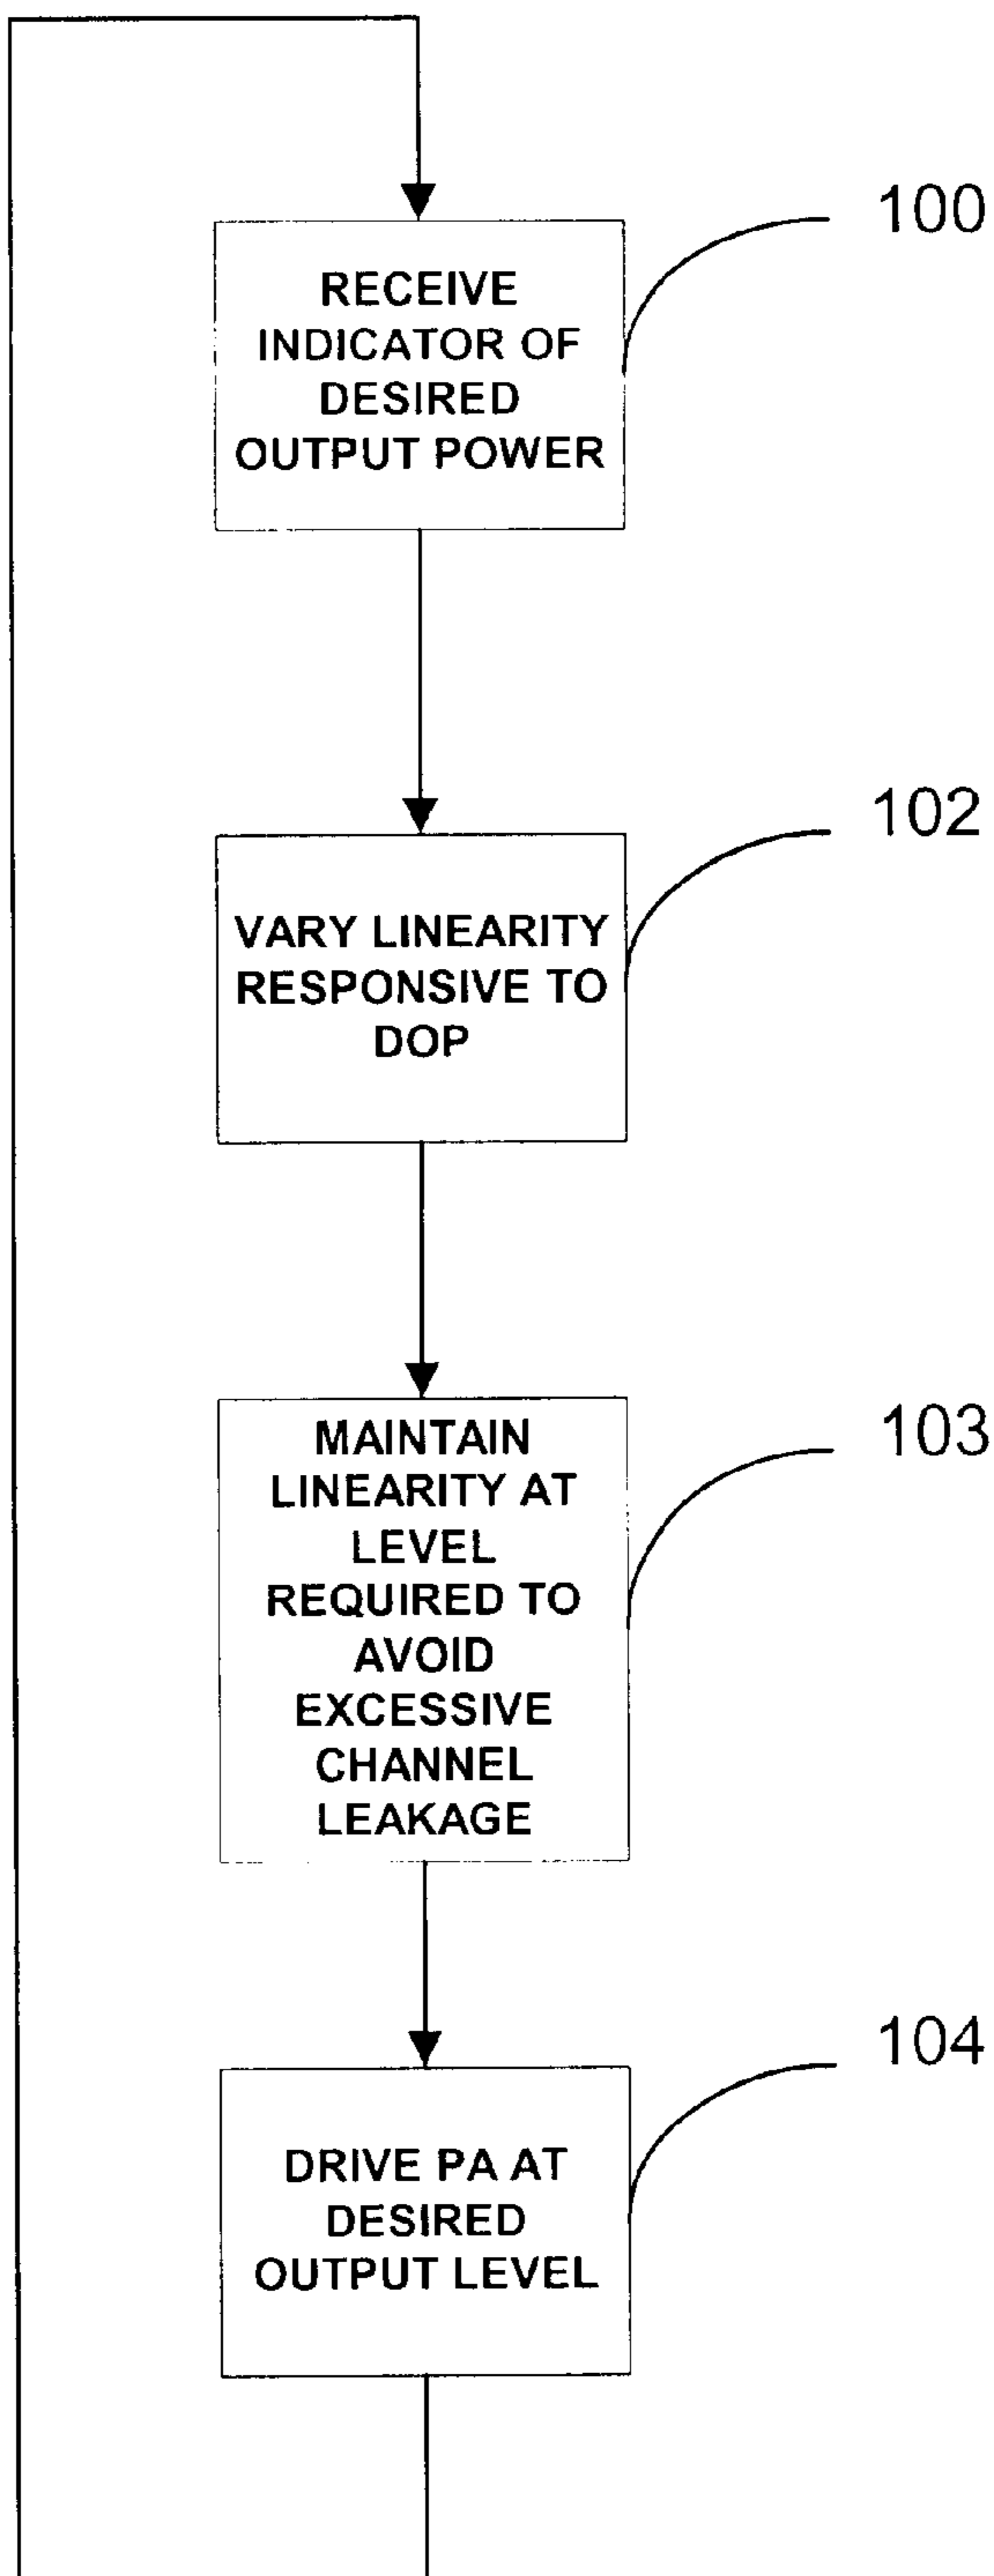 100
RECEIVE
INDICATOR OF
DESIRED
OUTPUT POWER
102
VARY LINEARITY
RESPONSIVE TO
DOP
103
MAINTAIN
LINEARITY AT
LEVEL
REQUIRED TO
AVOID
EXCESSIVE
CHANNEL
LEAKAGE
104
DRIVE PA AT
DESIRED
OUTPUT LEVEL